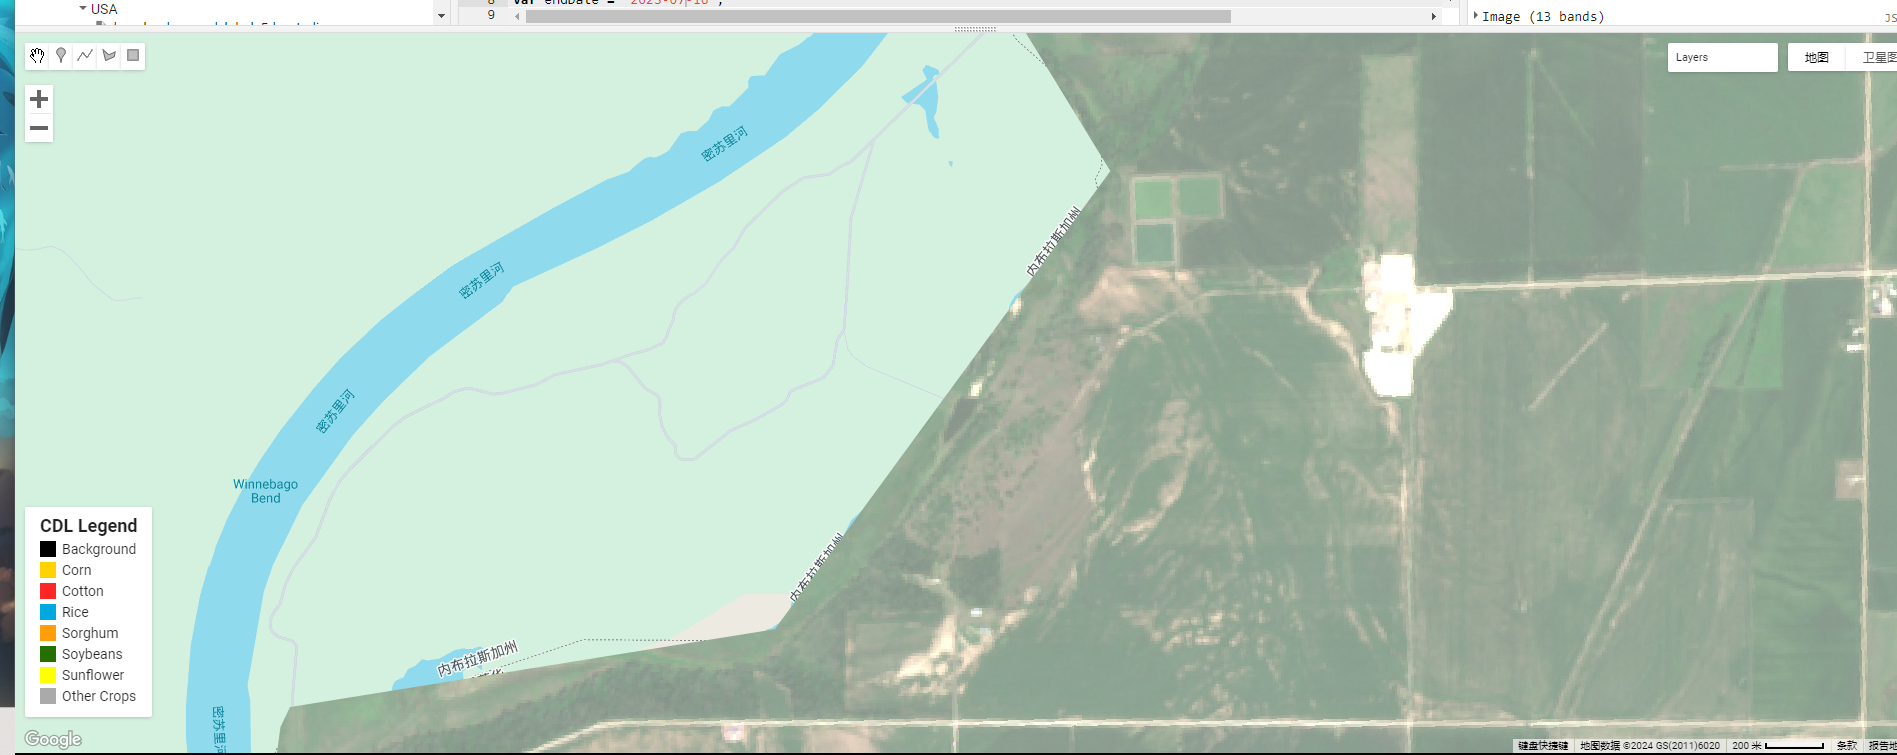 USA
8 var endDate = '2023-07-10';
9
Image (13 bands)
JS
Layers
地图
卫星图
密苏里河
内布拉斯加州
密苏里河
密苏里河
Winnebago
Bend
内布拉斯加州
内布拉斯加州
密苏里河
CDL Legend
Background
Corn
Cotton
Rice
Sorghum
Soybeans
Sunflower
Other Crops
Google
键盘快捷键
地图数据 ©2024 GS(2011)6020
200 米
条款
报告地